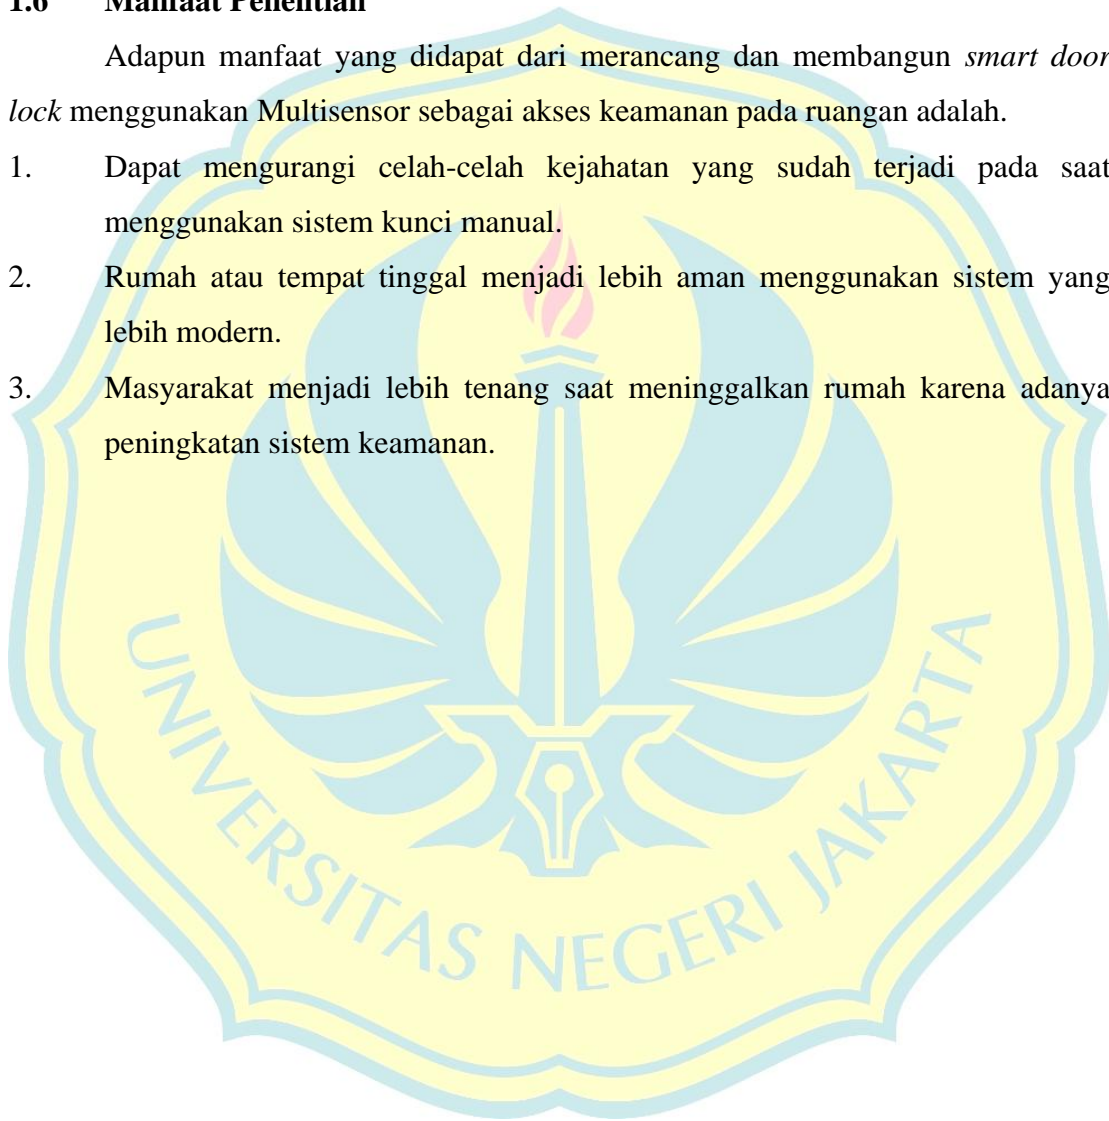 1.6 Manfaat Penelitian
Adapun manfaat yang didapat dari merancang dan membangun smart door
lock menggunakan Multisensor sebagai akses keamanan pada ruangan adalah.
1. Dapat mengurangi celah-celah kejahatan yang sudah terjadi pada saat
menggunakan sistem kunci manual.
2. Rumah atau tempat tinggal menjadi lebih aman menggunakan sistem yang
lebih modern.
3. Masyarakat menjadi lebih tenang saat meninggalkan rumah karena adanya
peningkatan sistem keamanan.
UNIVERSITAS NEGERI JAKARTA